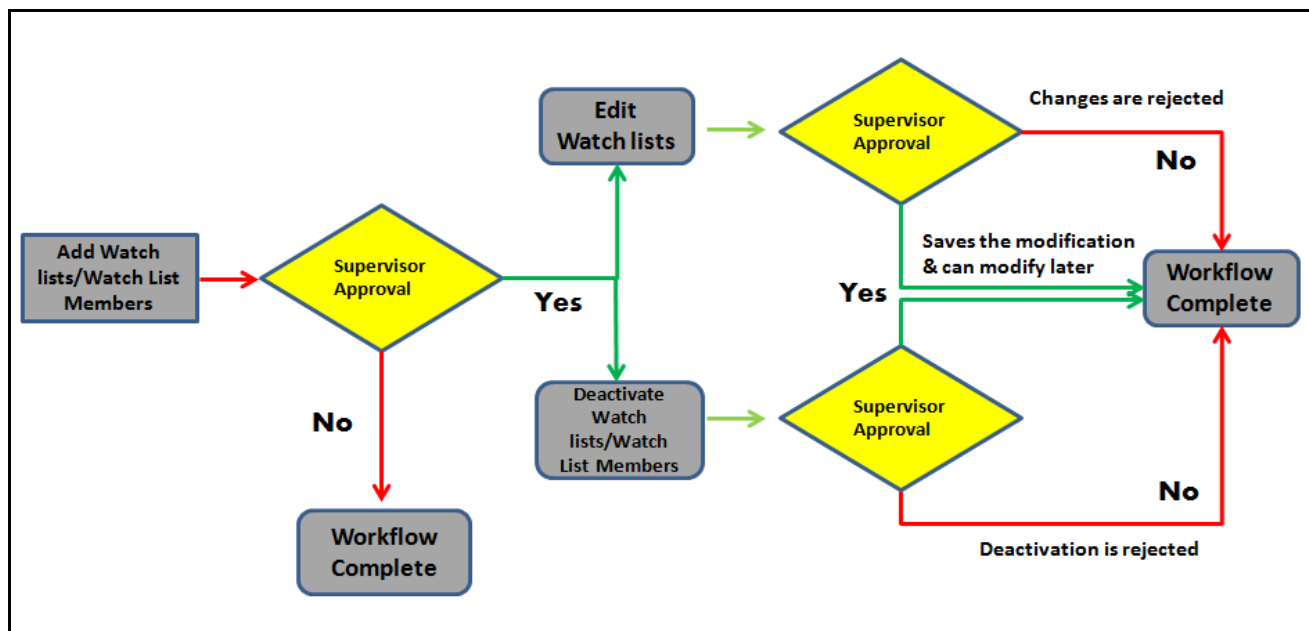 Add Watch
lists/Watch List
Members
Supervisor
Approval
No
Workflow
Complete
Yes
Edit
Watch lists
Deactivate
Watch
lists/Watch
List Members
Supervisor
Approval
Changes are rejected
No
Saves the modification
& can modify later
Yes
Supervisor
Approval
No
Deactivation is rejected
Workflow
Complete